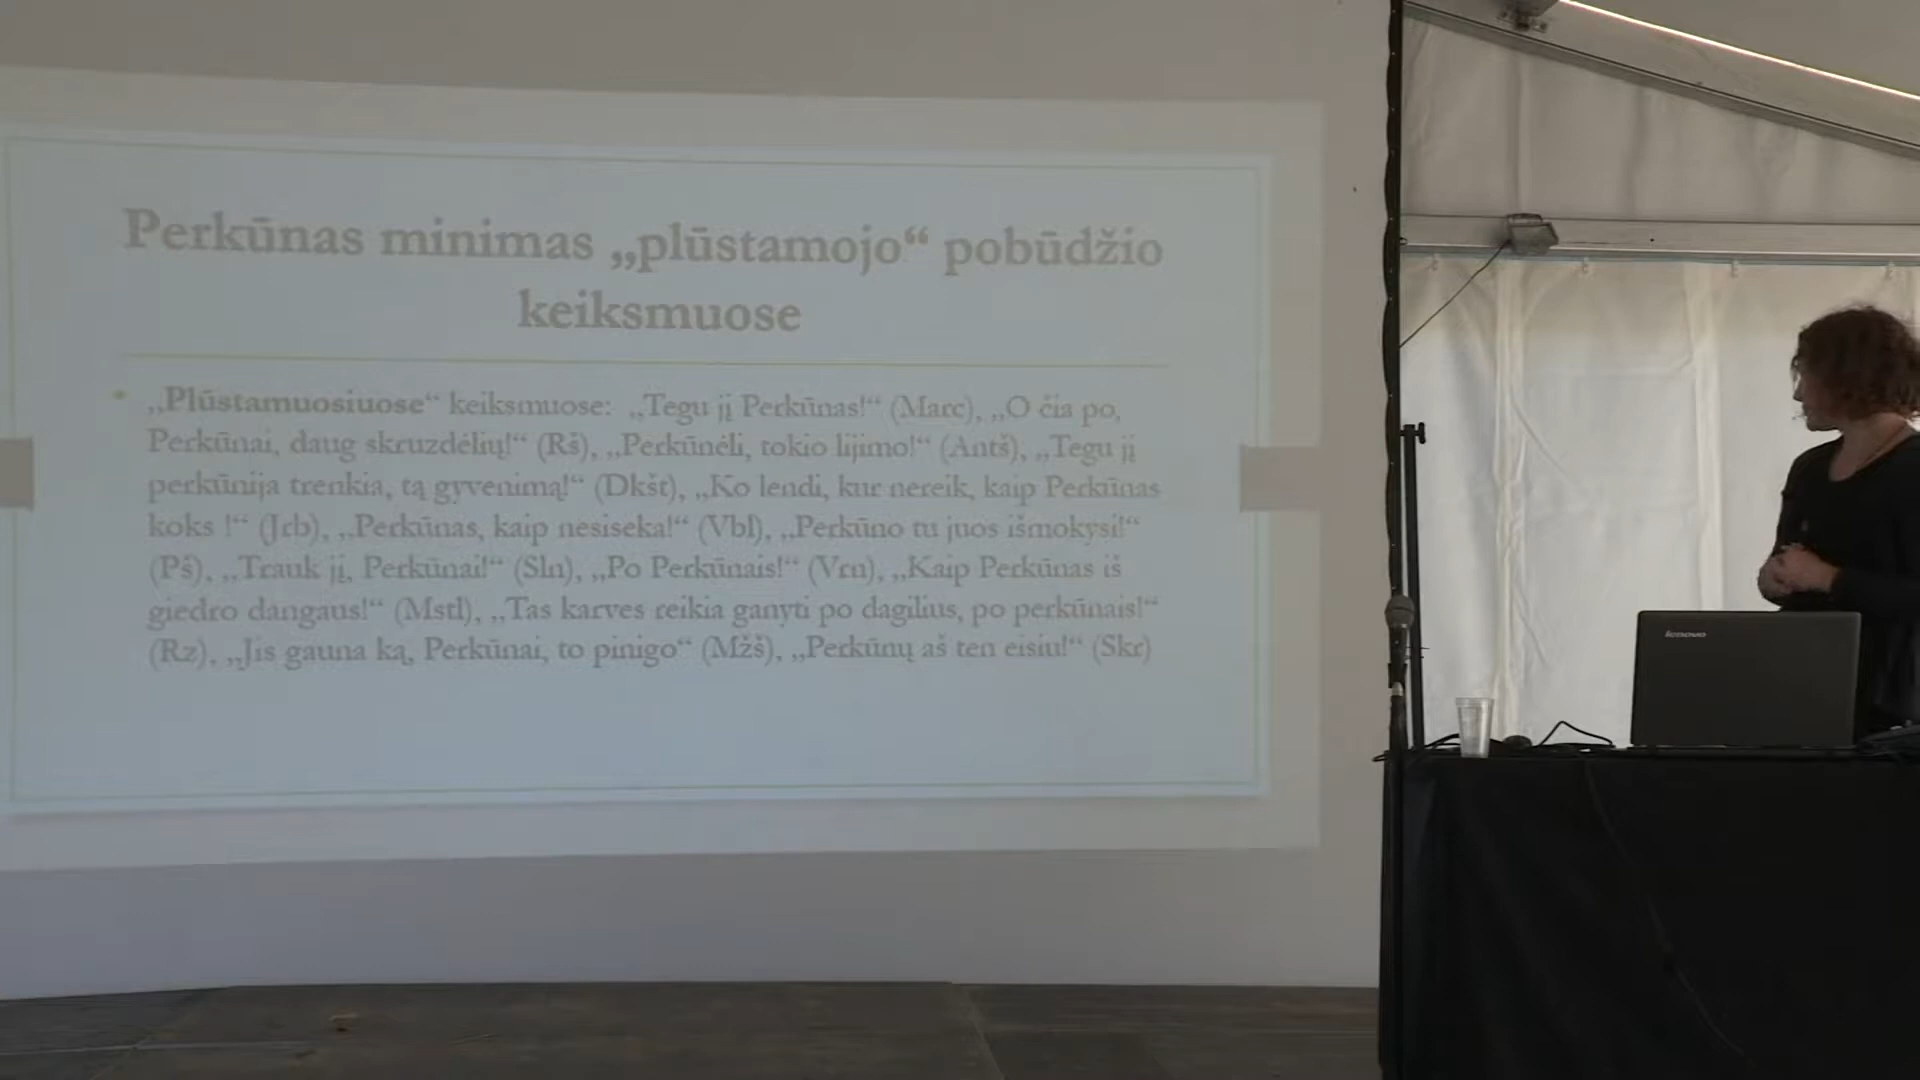 Perkūnas minimas „plūstamojo“ pobūdžio
keiksmuose
• „Plūstamuosiuose“ keiksmuose: „Tegu jį Perkūnas!“ (Marc), „O čia po,
Perkūnai, daug skruzdėlių!“ (Rš), „Perkūnėli, tokio lijimo!“ (Antš), „Tegu jį
perkūnija trenkia, tą gyvenimą!“ (Dkšt), „Ko lendi, kur nereik, kaip Perkūnas
koks !“ (Jrb), „Perkūnas, kaip nesiseka!“ (Vbl), „Perkūno tu juos išmokysi!“
(Pš), „Trauk jį, Perkūnai!“ (Sln), „Po Perkūnais!“ (Vrn), „Kaip Perkūnas iš
giedro dangaus!“ (Mstl), „Tas karves reikia ganyti po dagilius, po perkūnais!“
(Rz), „Jis gauna ką, Perkūnai, to pinigo“ (Mžš), „Perkūnų aš ten eisiu!“ (Skr)
lenovo